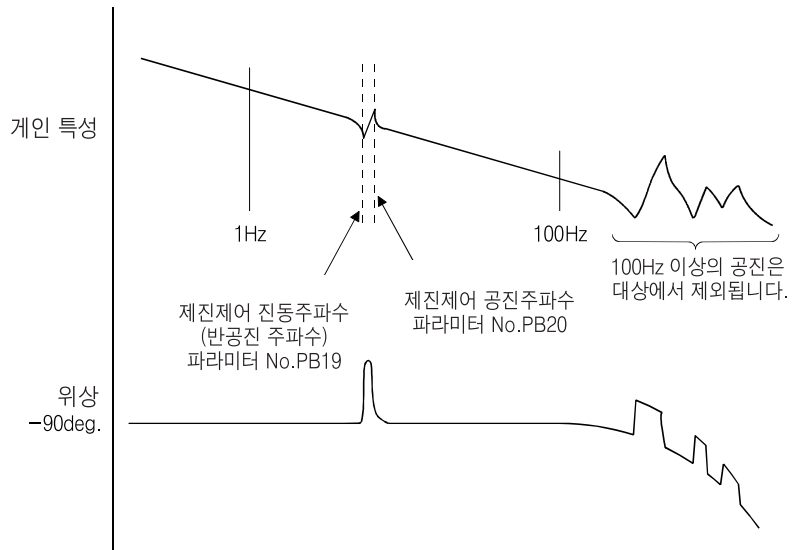 게인 특성
1Hz
100Hz
100Hz 이상의 공진은
대상에서 제외됩니다.
제진제어 진동주파수
(반공진 주파수)
파라미터 No.PB19
제진제어 공진주파수
파라미터 No.PB20
위상
-90deg.